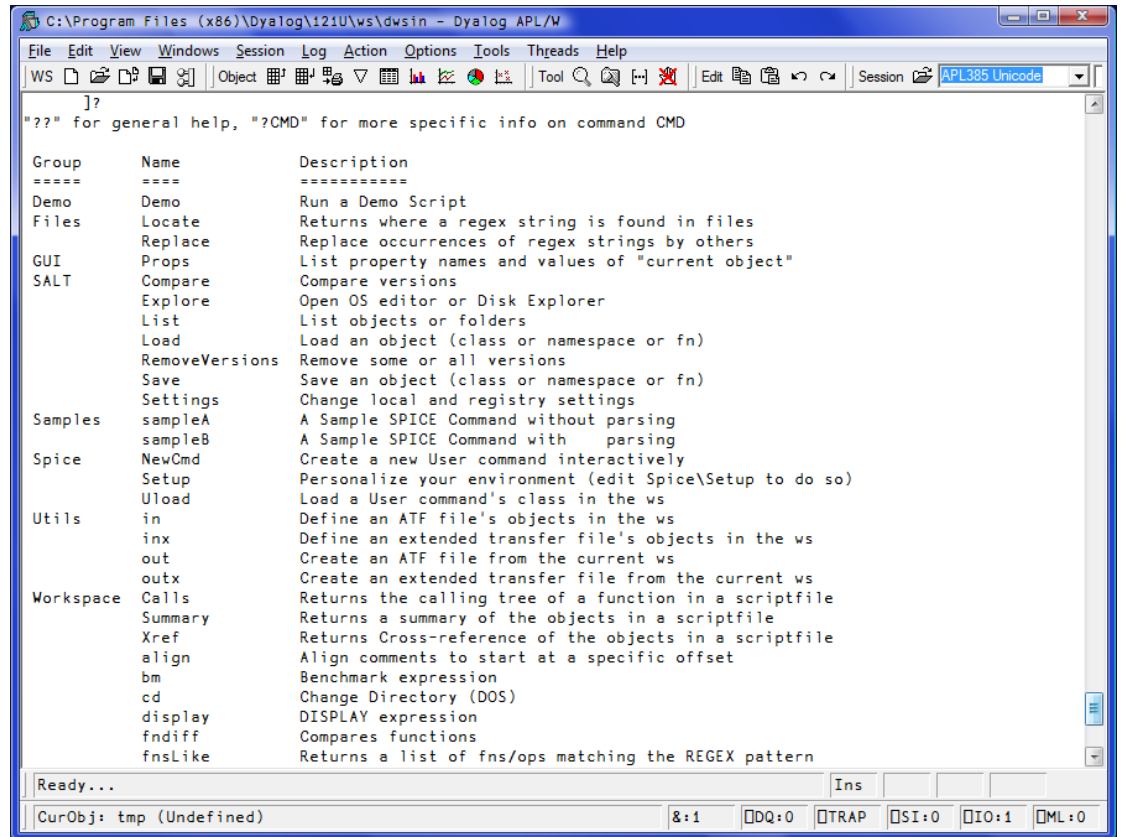 C:\Program Files (x86)\Dyalog\121U\ws\dwsin - Dyalog APL/W
File Edit View Windows Session Log Action Options Tools Threads Help
WS Object Tool Edit Session APL385 Unicode
]?
"??" for general help, "?CMD" for more specific info on command CMD
Group Name Description
===== ==== ===========
Demo Demo Run a Demo Script
Files Locate Returns where a regex string is found in files
Replace Replace occurrences of regex strings by others
GUI Props List property names and values of "current object"
SALT Compare Compare versions
Explore Open OS editor or Disk Explorer
List List objects or folders
Load Load an object (class or namespace or fn)
RemoveVersions Remove some or all versions
Save Save an object (class or namespace or fn)
Settings Change local and registry settings
Samples sampleA A Sample SPICE Command without parsing
sampleB A Sample SPICE Command with    parsing
Spice NewCmd Create a new User command interactively
Setup Personalize your environment (edit Spice\Setup to do so)
Uload Load a User command's class in the ws
Utils in Define an ATF file's objects in the ws
inx Define an extended transfer file's objects in the ws
out Create an ATF file from the current ws
outx Create an extended transfer file from the current ws
Workspace Calls Returns the calling tree of a function in a scriptfile
Summary Returns a summary of the objects in a scriptfile
Xref Returns Cross-reference of the objects in a scriptfile
align Align comments to start at a specific offset
bm Benchmark expression
cd Change Directory (DOS)
display DISPLAY expression
fndiff Compares functions
fnsLike Returns a list of fns/ops matching the REGEX pattern
Ready... Ins
CurObj: tmp (Undefined) &:1 ⎕DQ:0 ⎕TRAP ⎕SI:0 ⎕IO:1 ⎕ML:0